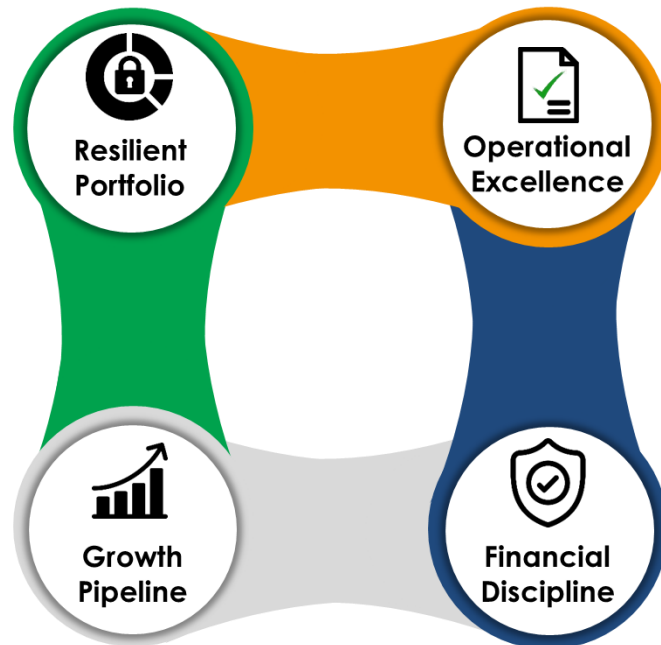 Resilient
Portfolio
Operational
Excellence
Growth
Pipeline
Financial
Discipline